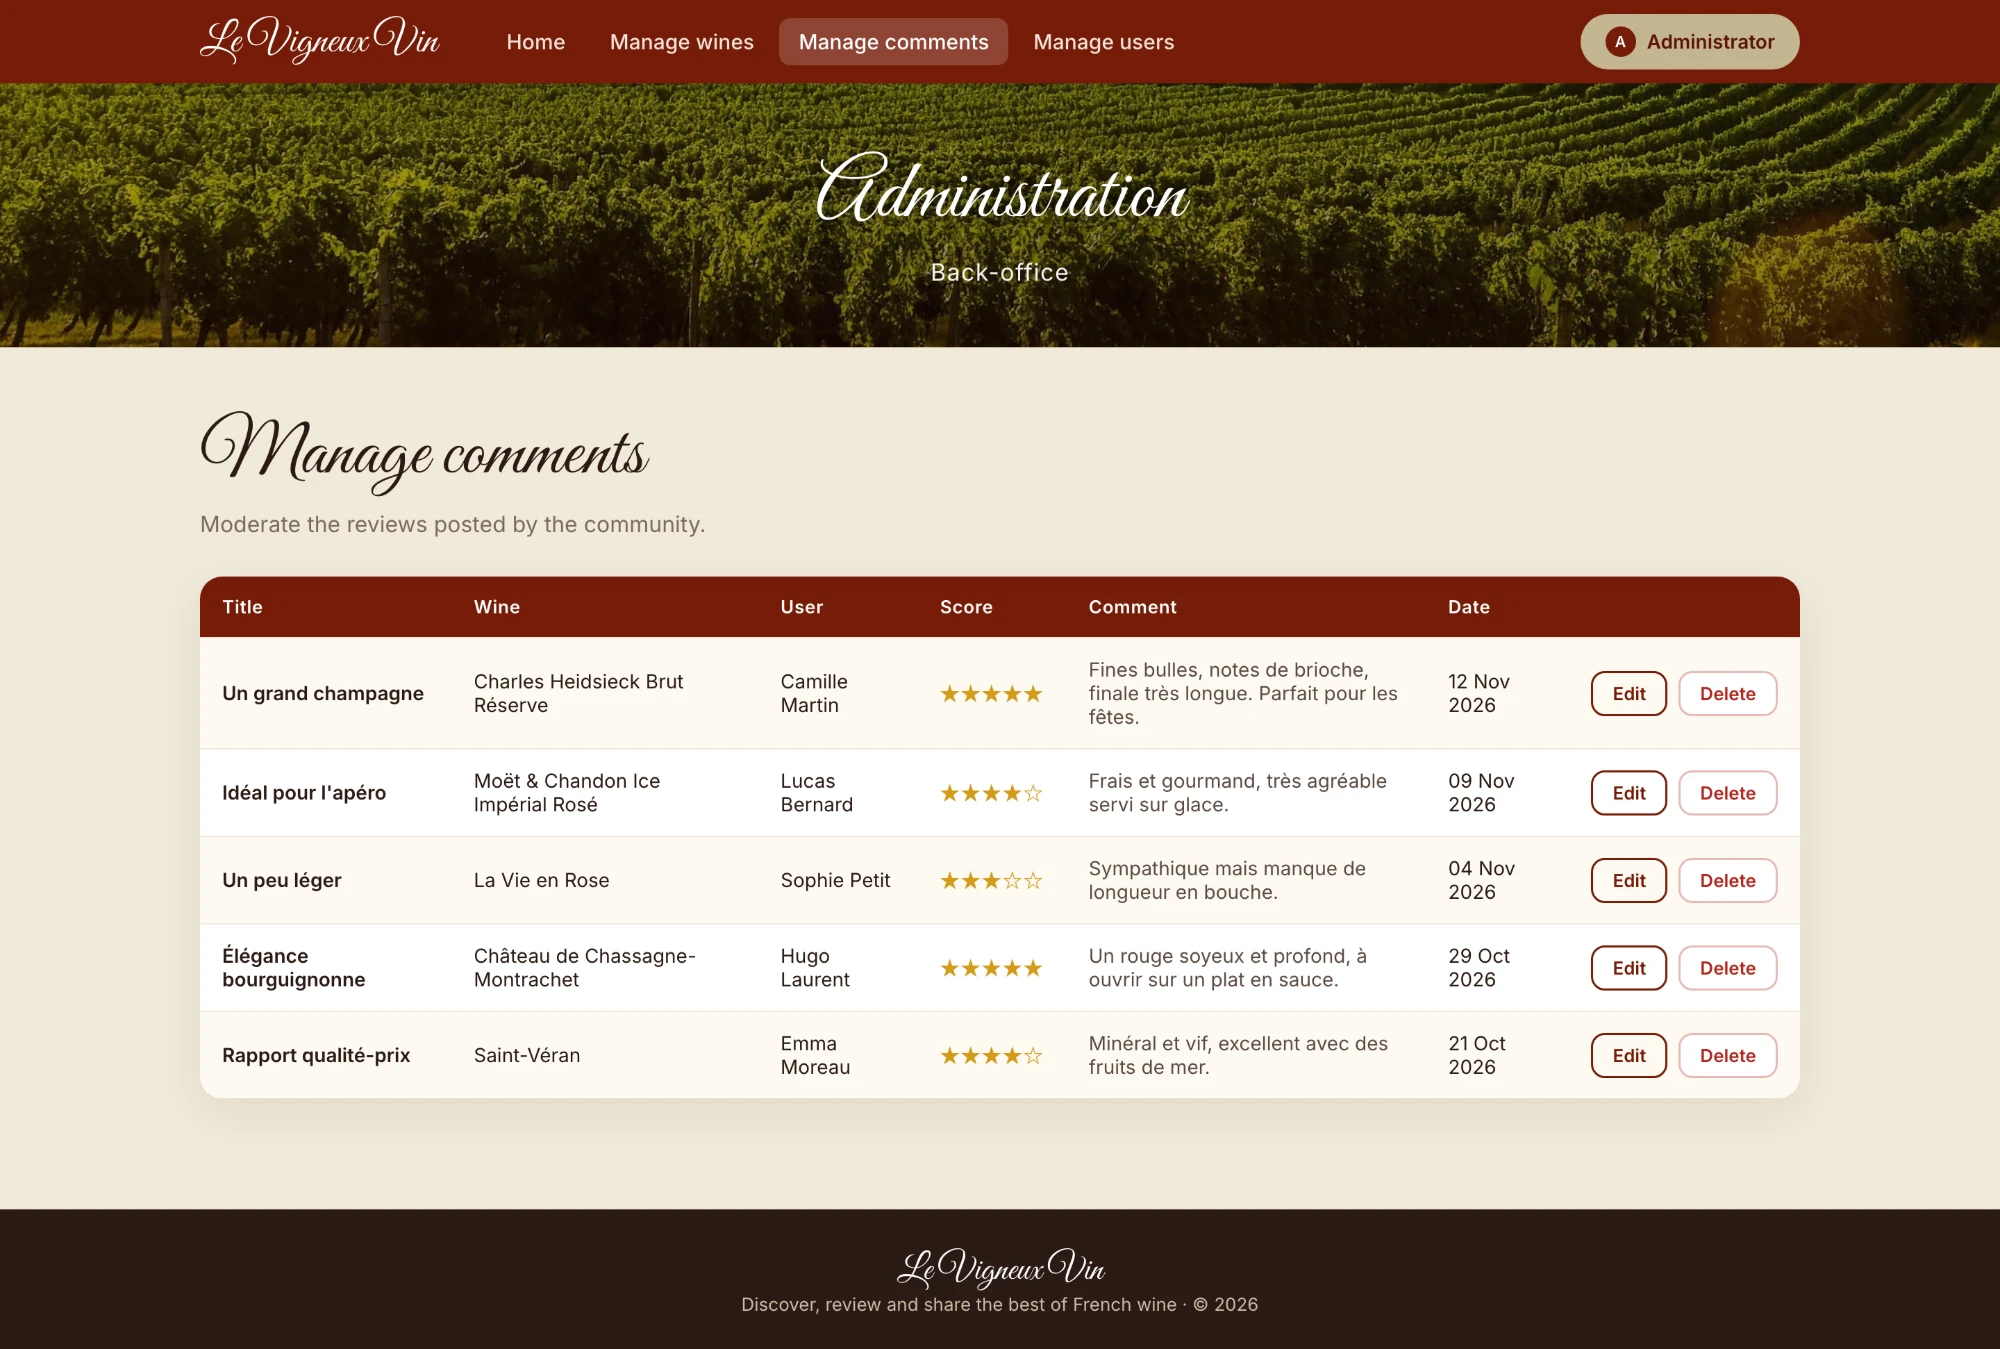 Le Vigneux Vin
Home
Manage wines
Manage comments
Manage users
A
Administrator
Administration
Back-office
Manage comments
Moderate the reviews posted by the community.
Title
Wine
User
Score
Comment
Date
Un grand champagne
Charles Heidsieck Brut
Réserve
Camille
Martin
★★★★★
Fines bulles, notes de brioche,
finale très longue. Parfait pour les
fêtes.
12 Nov
2026
Edit
Delete
Idéal pour l'apéro
Moët & Chandon Ice
Impérial Rosé
Lucas
Bernard
★★★★☆
Frais et gourmand, très agréable
servi sur glace.
09 Nov
2026
Edit
Delete
Un peu léger
La Vie en Rose
Sophie Petit
★★★☆☆
Sympathique mais manque de
longueur en bouche.
04 Nov
2026
Edit
Delete
Élégance
bourguignonne
Château de Chassagne-
Montrachet
Hugo
Laurent
★★★★★
Un rouge soyeux et profond, à
ouvrir sur un plat en sauce.
29 Oct
2026
Edit
Delete
Rapport qualité-prix
Saint-Véran
Emma
Moreau
★★★★☆
Minéral et vif, excellent avec des
fruits de mer.
21 Oct
2026
Edit
Delete
Le Vigneux Vin
Discover, review and share the best of French wine · © 2026